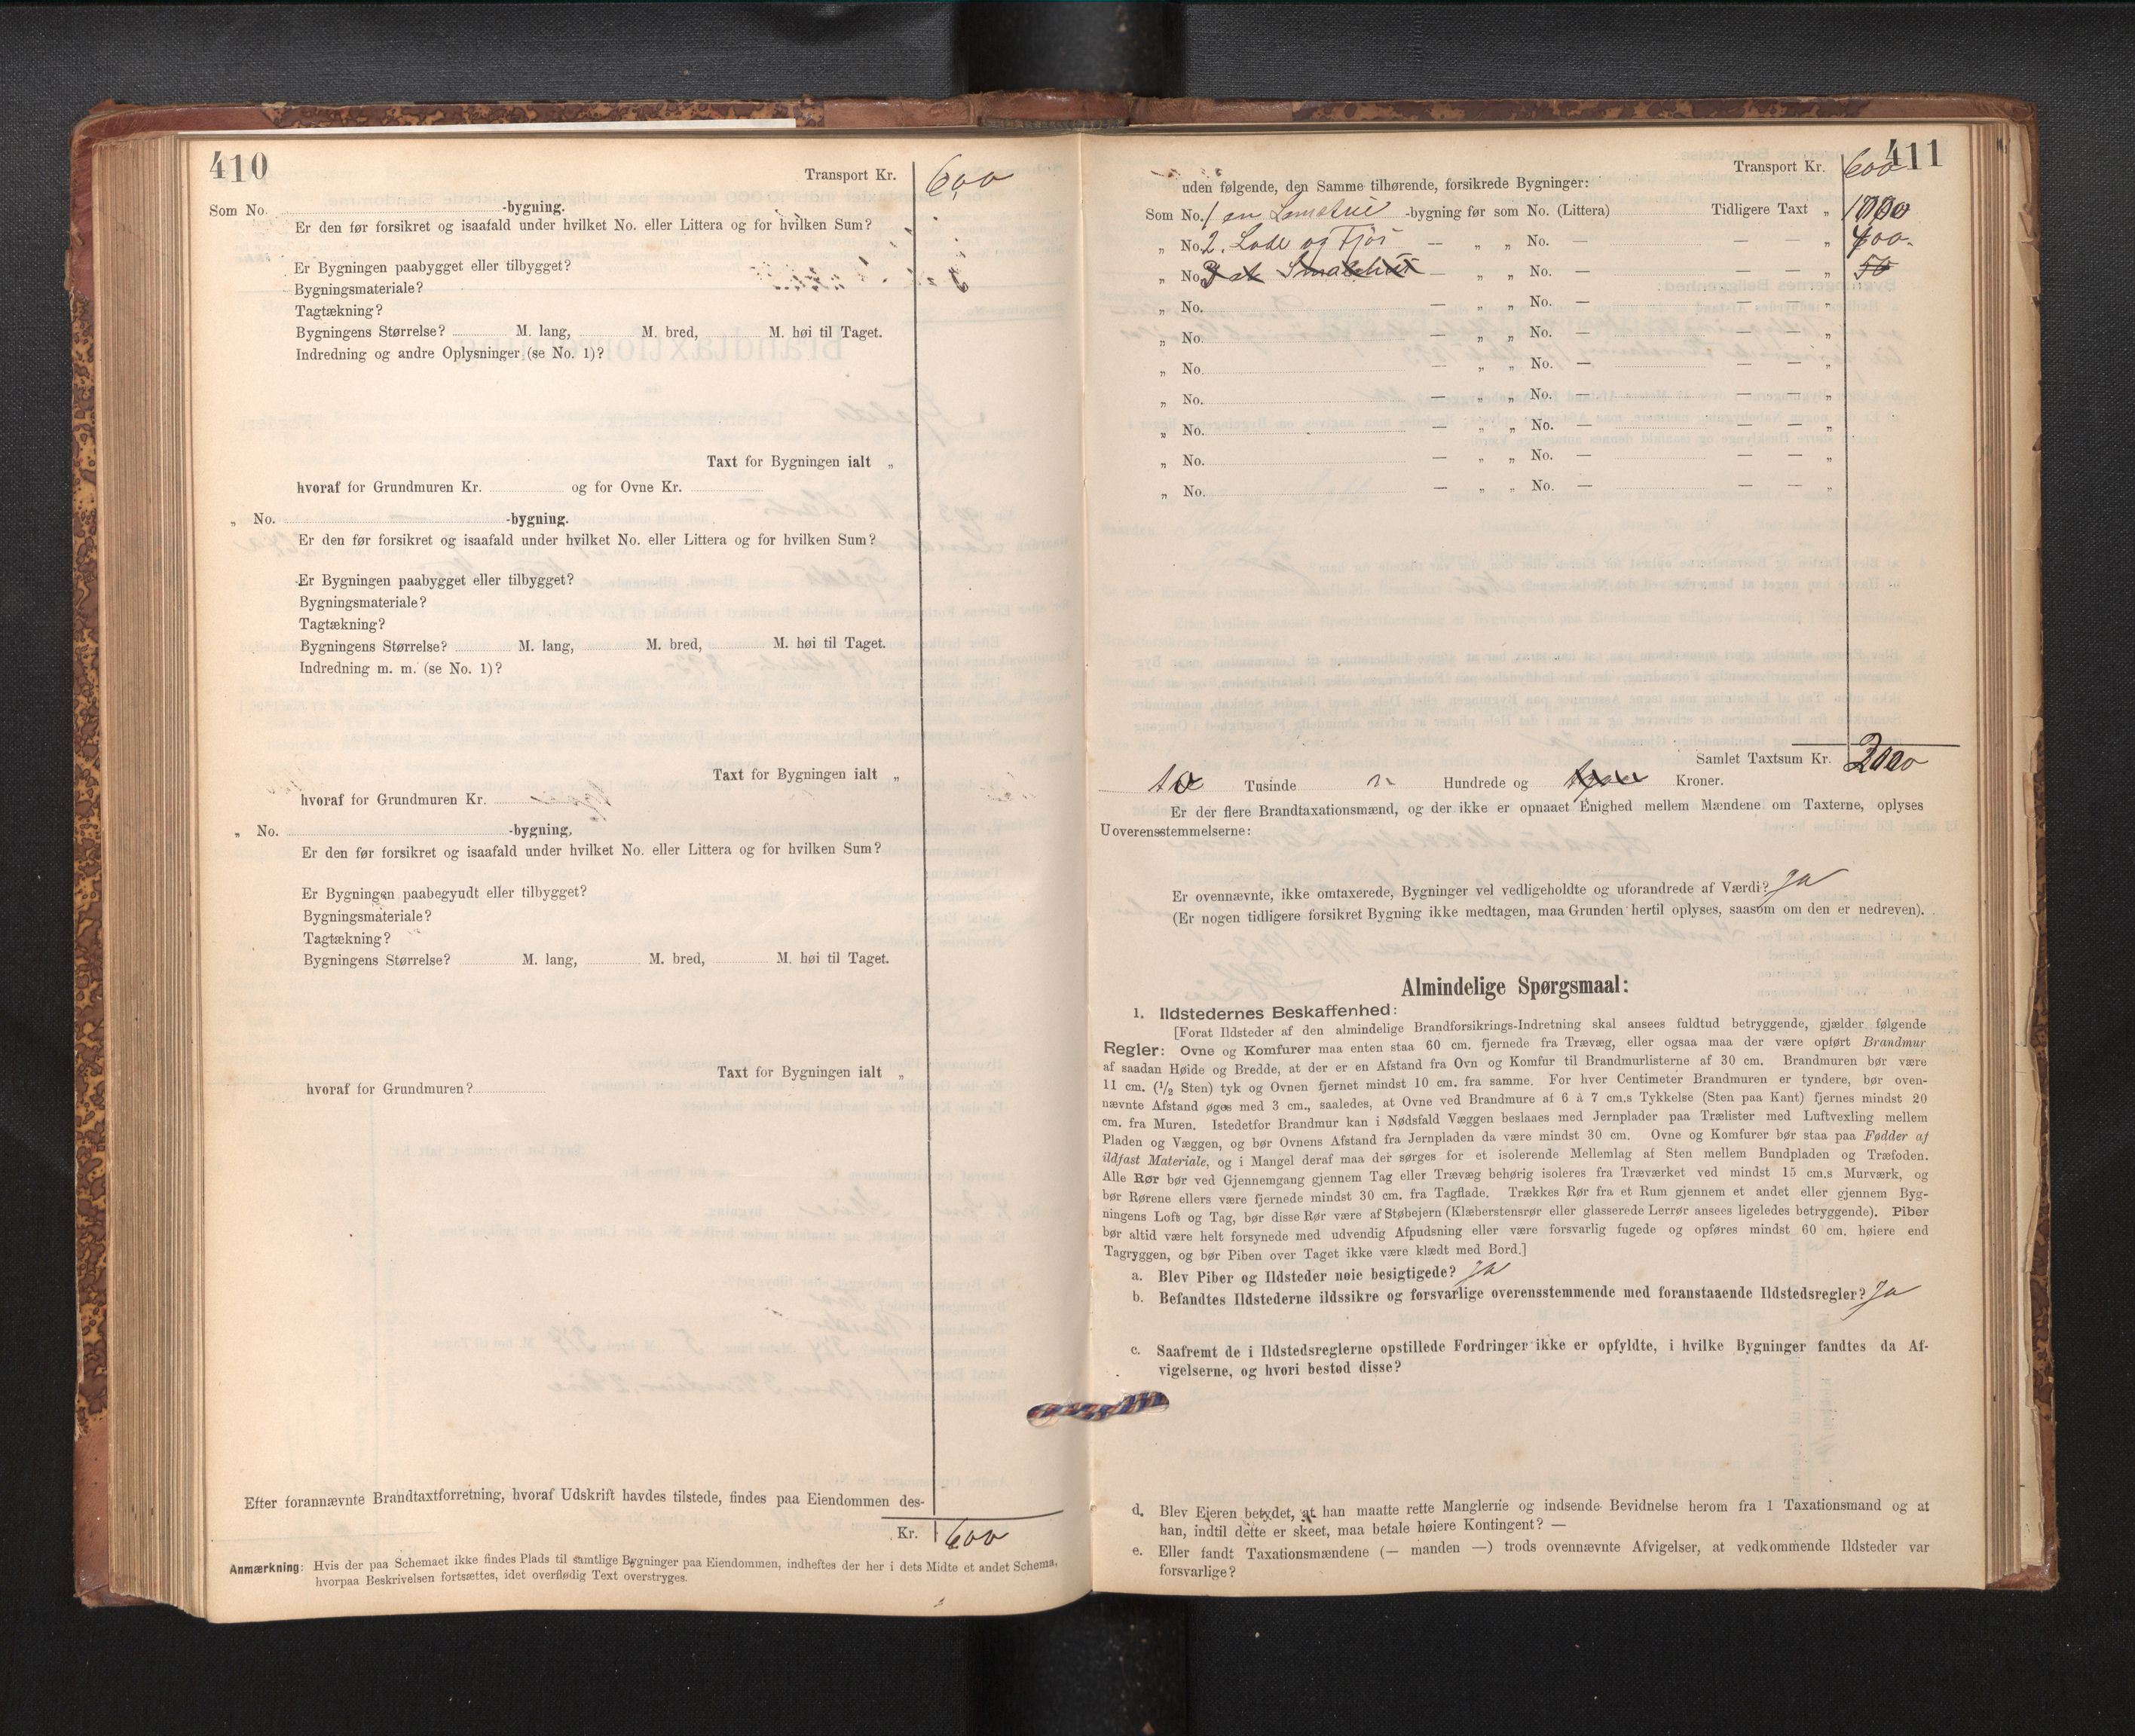 410
Transport Kr. 600
Som No. -bygning.
Er den før forsikret og isaafald under hvilket No. eller Littera og for hvilken Sum?
Er Bygningen paabygget eller tilbygget?
Bygningsmateriale?
Tagtækning?
Bygningens Størrelse? M. lang, M. bred, M. høi til Taget.
Indredning og andre Oplysninger (se No. 1)?
Taxt for Bygningen ialt „
hvoraf for Grundmuren Kr. og for Ovne Kr.
„ No. -bygning.
Er den før forsikret og isaafald under hvilket No. eller Littera og for hvilken Sum?
Er Bygningen paabygget eller tilbygget?
Bygningsmateriale?
Tagtækning?
Bygningens Størrelse? M. lang, M. bred, M. høi til Taget.
Indredning m. m. (se No. 1)?
Taxt for Bygningen ialt „
hvoraf for Grundmuren Kr.
„ No. -bygning,
Er den før forsikret og isaafald under hvilket No. eller Littera og for hvilken Sum?
Er Bygningen paabegyndt eller tilbygget?
Bygningsmateriale?
Tagtækning?
Bygningens Størrelse? M. lang, M. bred, M. høi til Taget.
Taxt for Bygningen ialt „
hvoraf for Grundmuren?
Efter forannævnte Brandtaxtforretning, hvoraf Udskrift havdes tilstede, findes paa Eiendommen des-
Kr. 600
Anmærkning: Hvis der paa Schemaet ikke findes Plads til samtlige Bygninger paa Eiendommen, indheftes der her i dets Midte et andet Schema,
hvorpaa Beskrivelsen fortsættes, idet overflødig Text overstryges.
411
Transport Kr. 600
uden følgende, den Samme tilhørende, forsikrede Bygninger:
Som No. 1 en -bygning før som No. (Littera) Tidligere Taxt „ 1000
„ No. 2. Lade og Fjøs — „ „ No. — — — „ 400.
„ No. 3 — „ „ No. — — — „ 50
„ No. — „ „ No. — — — „
„ No. — „ „ No. — — — „
„ No. — „ „ No. — — — „
„ No. — „ „ No. — — — „
„ No. — „ „ No. — — — „
„ No. — „ „ No. — — — „
„ No. — „ „ No. — — — „
Samlet Taxtsum Kr. 2000
to Tusinde Hundrede og Kroner.
Er der flere Brandtaxationsmænd, og der ikke er opnaaet Enighed mellem Mændene om Taxterne, oplyses
Uoverensstemmelserne:
Er ovennævnte, ikke omtaxerede, Bygninger vel vedligeholdte og uforandrede af Værdi? Ja
(Er nogen tidligere forsikret Bygning ikke medtagen, maa Grunden hertil oplyses, saasom om den er nedreven).
Almindelige Spørgsmaal:
1. Ildstedernes Beskaffenhed:
[Forat Ildsteder af den almindelige Brandforsikrings-Indretning skal ansees fuldtud betryggende, gjælder følgende
Regler: Ovne og Komfurer maa enten staa 60 cm. fjernede fra Trævæg, eller ogsaa maa der være opført Brandmur
af saadan Høide og Bredde, at der er en Afstand fra Ovn og Komfur til Brandmurlisterne af 30 cm. Brandmuren bør være
11 cm. (1/2 Sten) tyk og Ovnen fjernet mindst 10 cm. fra samme. For hver Centimeter Brandmuren er tyndere, bør oven-
nævnte Afstand øges med 3 cm., saaledes, at Ovne ved Brandmure af 6 à 7 cm.s Tykkelse (Sten paa Kant) fjernes mindst 20
cm. fra Muren. Istedetfor Brandmur kan i Nødsfald Væggen beslaaes med Jernplader paa Trælister med Luftvexling mellem
Pladen og Væggen, og bør Ovnens Afstand fra Jernpladen da være mindst 30 cm. Ovne og Komfurer bør staa paa Fødder af
ildfast Materiale, og i Mangel deraf maa der sørges for et isolerende Mellemlag af Sten mellem Bundpladen og Træfoden.
Alle Rør bør ved Gjennemgang gjennem Tag eller Trævæg behørig isoleres fra Træværket ved mindst 15 cm.s Murværk, og
bør Rørene ellers være fjernede mindst 30 cm. fra Tagflade. Trækkes Rør fra et Rum gjennem et andet eller gjennem Byg-
ningens Loft og Tag, bør disse Rør være af Støbejern (Klæberstensrør eller glasserede Lerrør ansees ligeledes betryggende). Piber
bør altid være helt forsynede med udvendig Afpudsning eller være forsvarlig fugede og opføres mindst 60 cm. høiere end
Tagryggen, og bør Piben over Taget ikke være klædt med Bord.]
a. Blev Piber og Ildsteder nøie besigtigede? Ja
b. Befandtes Ildstederne ildssikre og forsvarlige overensstemmende med foranstaaende Ildstedsregler? Ja
c. Saafremt de i Ildstedsreglerne opstillede Fordringer ikke er opfyldte, i hvilke Bygninger fandtes da Af-
vigelserne, og hvori bestod disse?
d. Blev Ejeren betydet, at han maatte rette Manglerne og indsende Bevidnelse herom fra 1 Taxationsmand og at
han, indtil dette er skeet, maa betale høiere Kontingent? —
e. Eller fandt Taxationsmændene (— manden —) trods ovennævnte Afvigelser, at vedkommende Ildsteder var
forsvarlige?